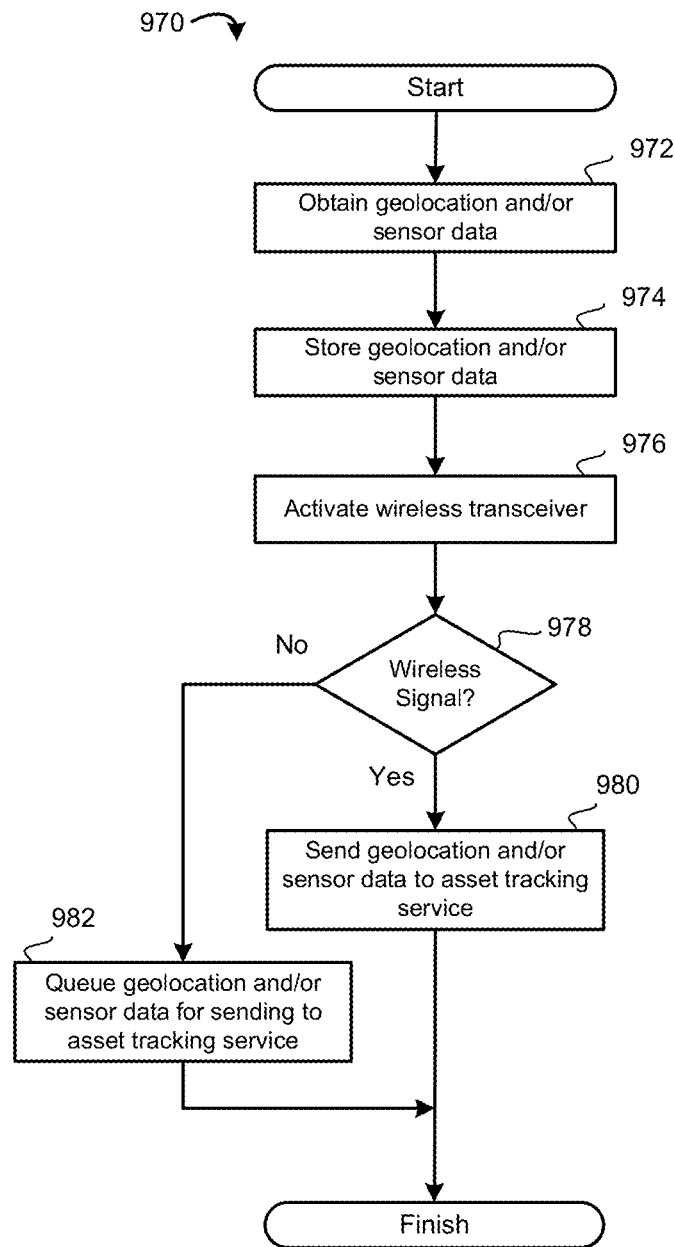 970
Start
972
Obtain geolocation and/or
sensor data
974
Store geolocation and/or
sensor data
976
Activate wireless transceiver
978
No
Wireless
Signal?
Yes
980
Send geolocation and/or
sensor data to asset tracking
service
982
Queue geolocation and/or
sensor data for sending to
asset tracking service
Finish